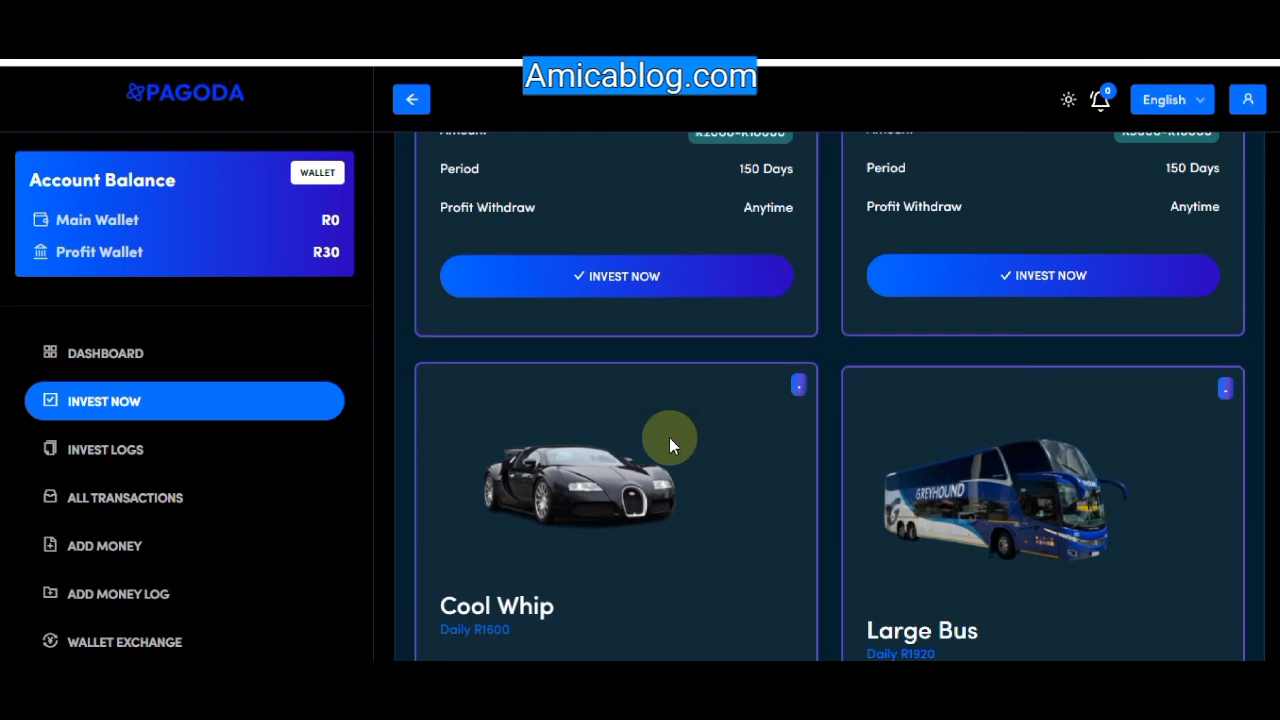 Amicablog.com
PAGODA
English
0
Account Balance
WALLET
Main Wallet R0
Profit Wallet R30
DASHBOARD
INVEST NOW
INVEST LOGS
ALL TRANSACTIONS
ADD MONEY
ADD MONEY LOG
WALLET EXCHANGE
Amount
Period 150 Days
Profit Withdraw Anytime
INVEST NOW
Period 150 Days
Profit Withdraw Anytime
INVEST NOW
Cool Whip
Daily R1600
GREYHOUND
Large Bus
Daily R1920